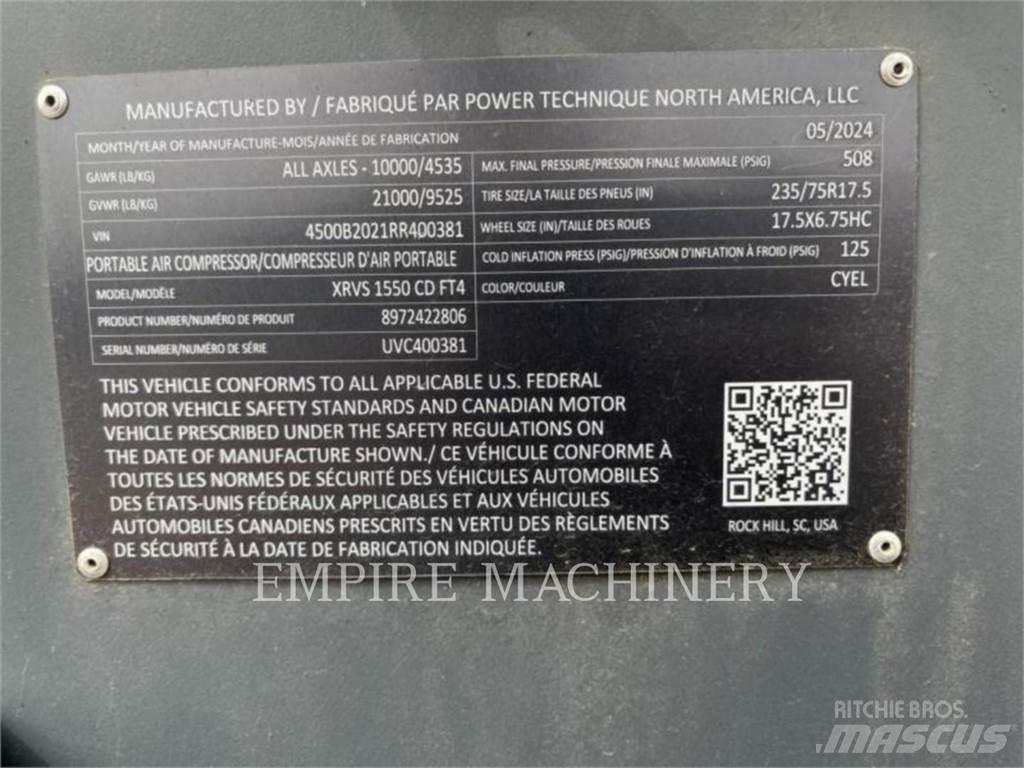 MANUFACTURED BY / FABRIQUÉ PAR POWER TECHNIQUE NORTH AMERICA, LLC
MONTH/YEAR OF MANUFACTURE-MOIS/ANNÉE DE FABRICATION 05/2024
GAWR (LB/KG) ALL AXLES - 10000/4535 MAX. FINAL PRESSURE/PRESSION FINALE MAXIMALE (PSIG) 508
GVWR (LB/KG) 21000/9525 TIRE SIZE/LA TAILLE DES PNEUS (IN) 235/75R17.5
VIN 4500B2021RR400381 WHEEL SIZE (IN)/TAILLE DES ROUES 17.5X6.75HC
PORTABLE AIR COMPRESSOR/COMPRESSEUR D'AIR PORTABLE COLD INFLATION PRESS (PSIG)/PRESSION D'INFLATION À FROID (PSIG) 125
MODEL/MODÈLE XRVS 1550 CD FT4 COLOR/COULEUR CYEL
PRODUCT NUMBER/NUMÉRO DE PRODUIT 8972422806
SERIAL NUMBER/NUMÉRO DE SÉRIE UVC400381
THIS VEHICLE CONFORMS TO ALL APPLICABLE U.S. FEDERAL
MOTOR VEHICLE SAFETY STANDARDS AND CANADIAN MOTOR
VEHICLE PRESCRIBED UNDER THE SAFETY REGULATIONS ON
THE DATE OF MANUFACTURE SHOWN./ CE VÉHICULE CONFORME À
TOUTES LES NORMES DE SÉCURITÉ DES VÉHICULES AUTOMOBILES
DES ÉTATS-UNIS FÉDÉRAUX APPLICABLES ET AUX VÉHICULES
AUTOMOBILES CANADIENS PRESCRITS EN VERTU DES RÈGLEMENTS
DE SÉCURITÉ À LA DATE DE FABRICATION INDIQUÉE.
ROCK HILL, SC, USA
EMPIRE MACHINERY
RITCHIE BROS.
MASCUS